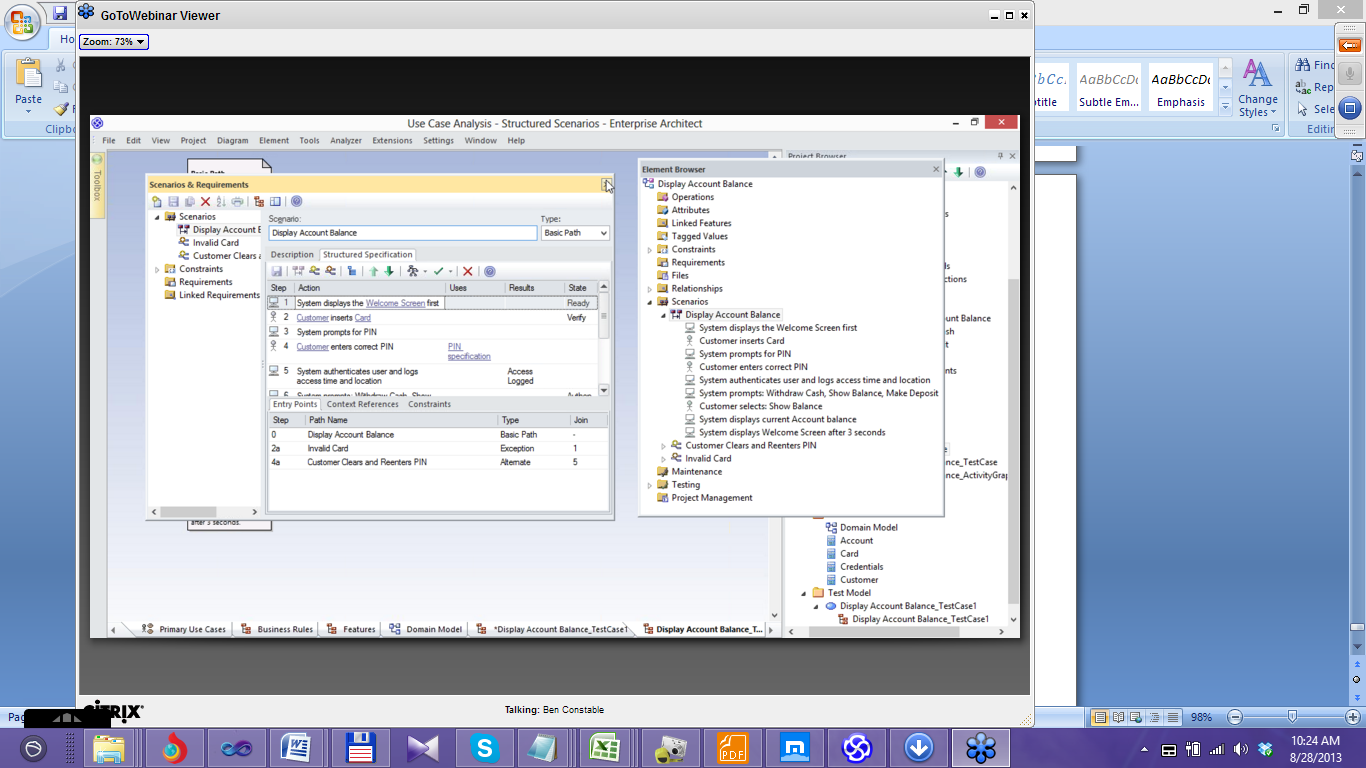 GoToWebinar Viewer
Zoom: 73%
Paste
Subtle Em...
Emphasis
Change
Styles
Use Case Analysis - Structured Scenarios - Enterprise Architect
File Edit View Project Diagram Element Tools Analyzer Extensions Settings Window Help
Toolbox
Basic Path
Project Browser
Scenarios & Requirements
Scenarios
Display Account B
Invalid Card
Customer Clears a
Constraints
Requirements
Linked Requirements
Scenario:
Type:
Display Account Balance
Basic Path
Description
Structured Specification
Step Action Uses Results State
1 System displays the Welcome Screen first Ready
2 Customer inserts Card Verify
3 System prompts for PIN
4 Customer enters correct PIN PIN
specification
5 System authenticates user and logs Access
access time and location Logged
Entry Points Context References Constraints
Step Path Name Type Join
0 Display Account Balance Basic Path -
2a Invalid Card Exception 1
4a Customer Clears and Reenters PIN Alternate 5
after 3 seconds.
Element Browser
Display Account Balance
Operations
Attributes
Linked Features
Tagged Values
Constraints
Requirements
Files
Relationships
Scenarios
Display Account Balance
System displays the Welcome Screen first
Customer inserts Card
System prompts for PIN
Customer enters correct PIN
System authenticates user and logs access time and location
System prompts: Withdraw Cash, Show Balance, Make Deposit
Customer selects: Show Balance
System displays current Account balance
System displays Welcome Screen after 3 seconds
Customer Clears and Reenters PIN
Invalid Card
Maintenance
Testing
Project Management
ance_TestCase
ance_ActivityGrap
Domain Model
Account
Card
Credentials
Customer
Test Model
Display Account Balance_TestCase1
Display Account Balance_TestCase1
Primary Use Cases
Business Rules
Features
Domain Model
*Display Account Balance_TestCase1
Display Account Balance_T...
CITRIX
Talking: Ben Constable
98%
PDF
10:24 AM
8/28/2013